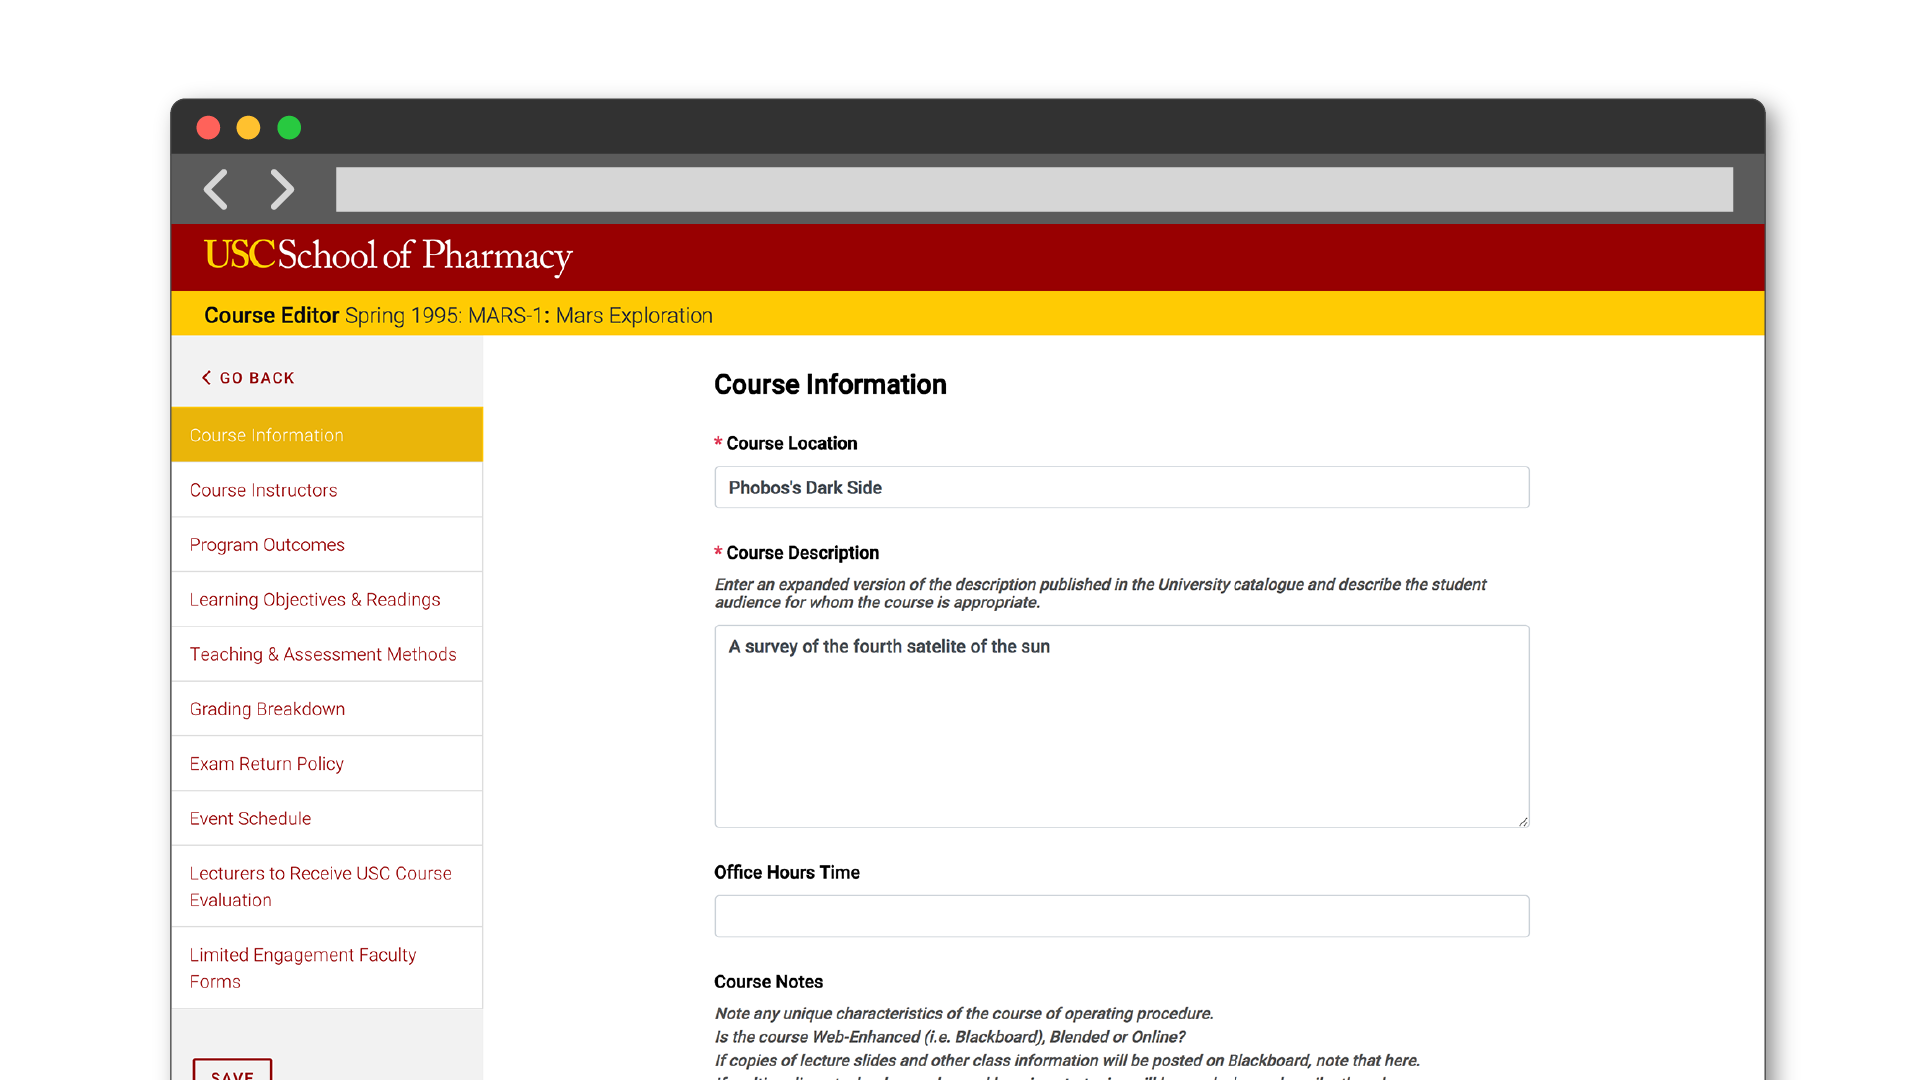 USC School of Pharmacy
Course Editor Spring 1995: MARS-1: Mars Exploration
GO BACK
Course Information
Course Instructors
Program Outcomes
Learning Objectives & Readings
Teaching & Assessment Methods
Grading Breakdown
Exam Return Policy
Event Schedule
Lecturers to Receive USC Course
Evaluation
Limited Engagement Faculty
Forms
SAVE
Course Information
* Course Location
Phobos's Dark Side
* Course Description
Enter an expanded version of the description published in the University catalogue and describe the student
audience for whom the course is appropriate.
A survey of the fourth satelite of the sun
Office Hours Time
Course Notes
Note any unique characteristics of the course of operating procedure.
Is the course Web-Enhanced (i.e. Blackboard), Blended or Online?
If copies of lecture slides and other class information will be posted on Blackboard, note that here.